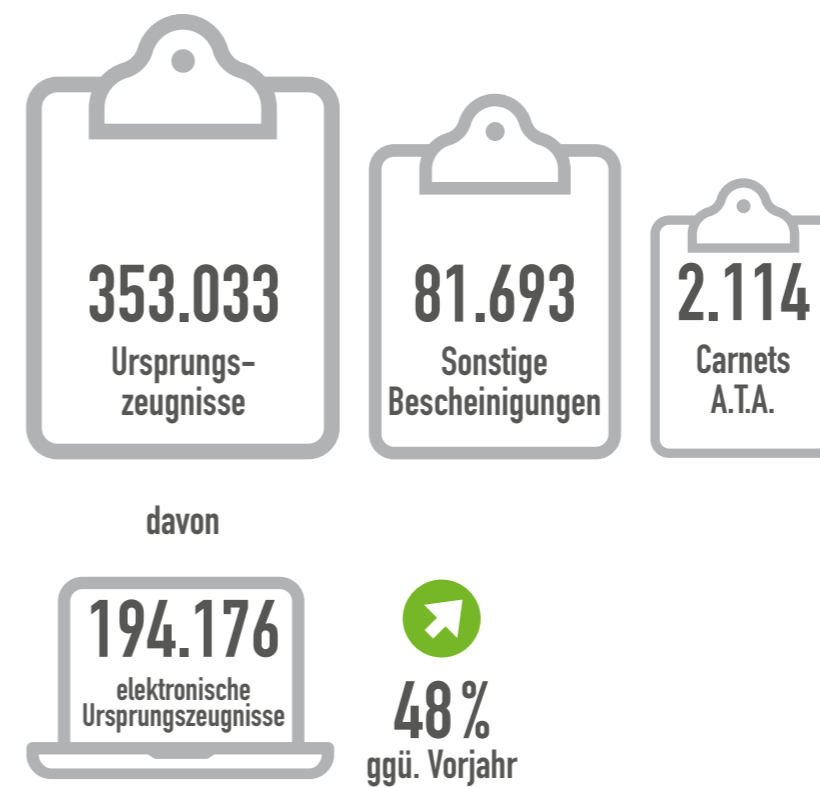 353.033
Ursprungs-
zeugnisse
81.693
Sonstige
Bescheinigungen
2.114
Carnets
A.T.A.
davon
194.176
elektronische
Ursprungszeugnisse
48 %
ggü. Vorjahr